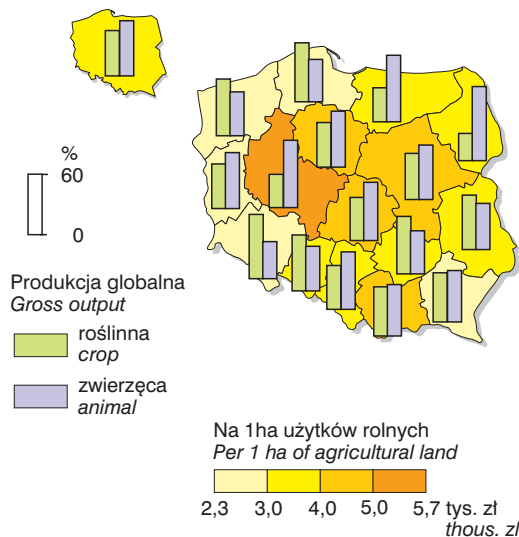 %
60
0
Produkcja globalna
Gross output
roślinna
crop
zwierzęca
animal
Na 1ha użytków rolnych
Per 1 ha of agricultural land
2,3 3,0 4,0 5,0 5,7 tys. zł
thous. zl